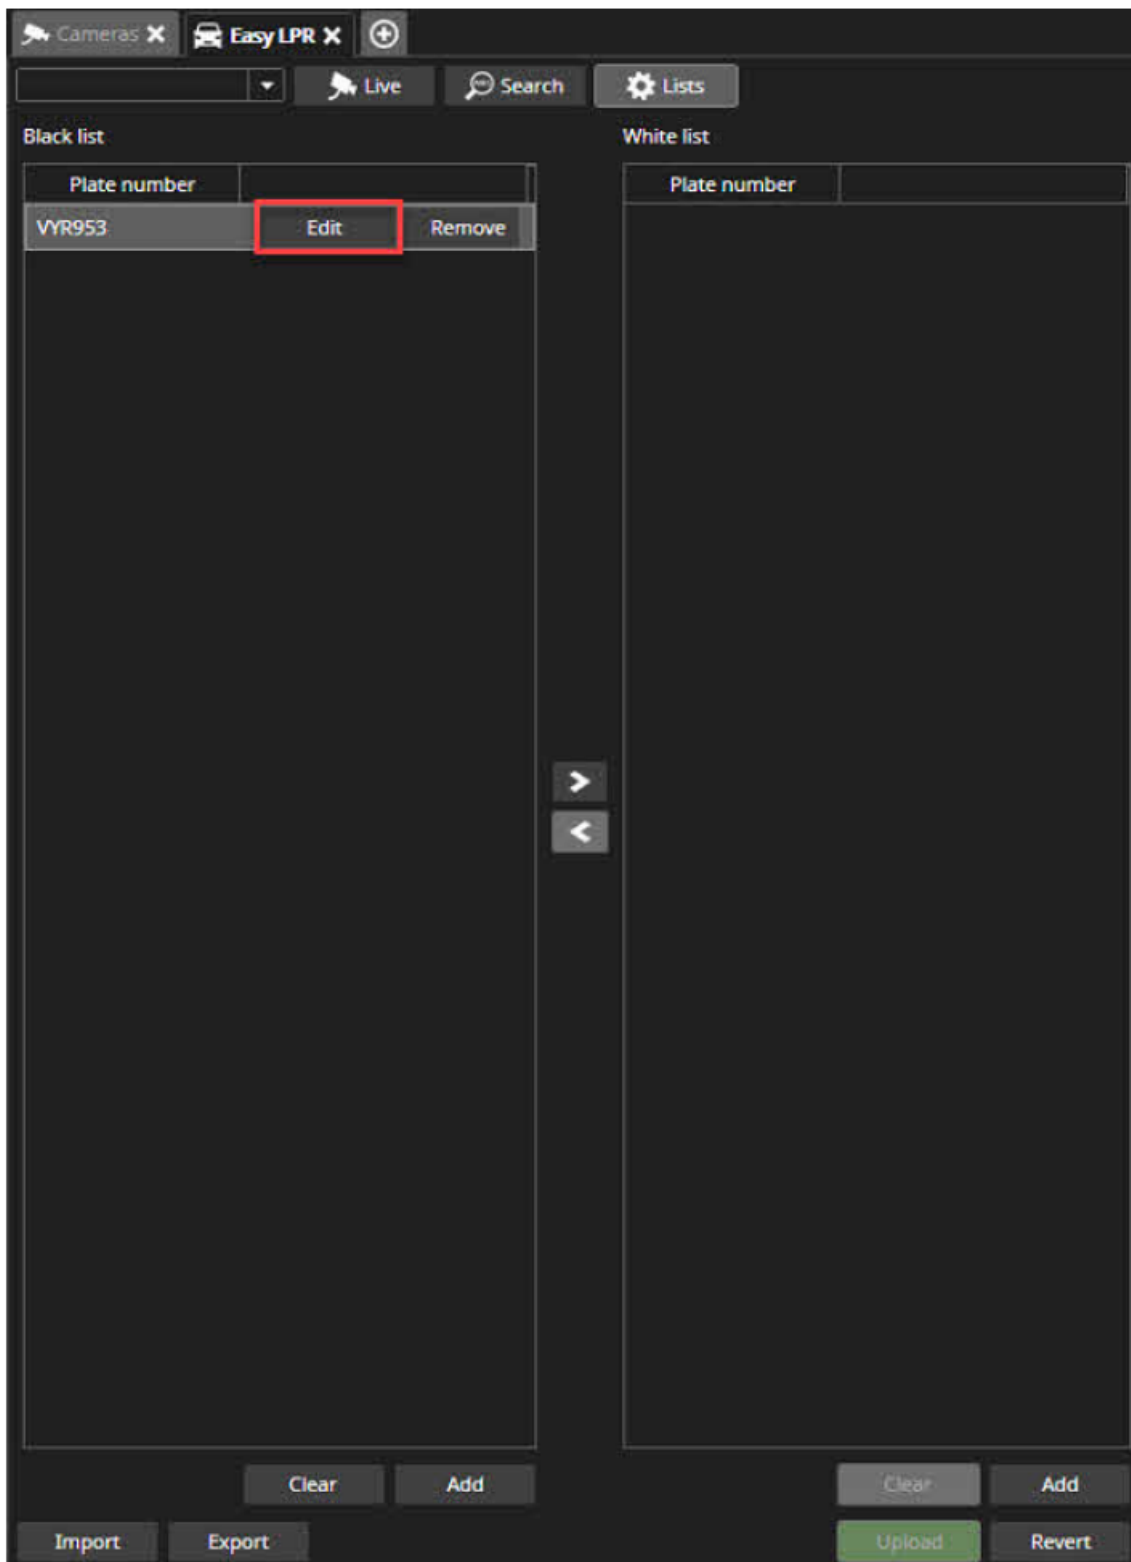 Cameras Easy LPR
Live Search Lists
Black list White list
Plate number Plate number
VYR953 Edit Remove
Clear Add Clear Add
Import Export Upload Revert